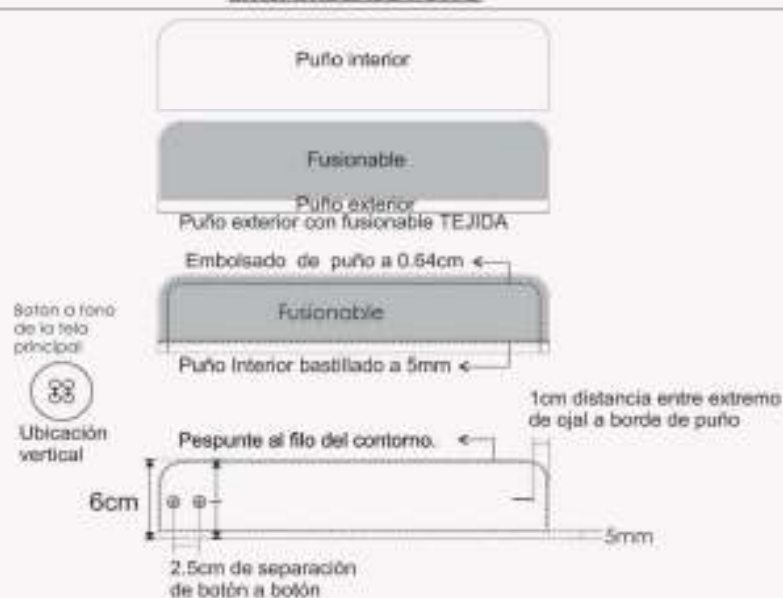 Puño interior
Fusionable
Puño exterior
Puño exterior con fusionable TEJIDA
Embolsado de puño a 0.64cm
Fusionable
Boton a tono
de la tela
principal
Puño Interior bastillado a 5mm
Ubicación
vertical
1cm distancia entre extremo
de ojal a borde de puño
Pespunte al filo del contorno.
6cm
5mm
2.5cm de separación
de botón a botón